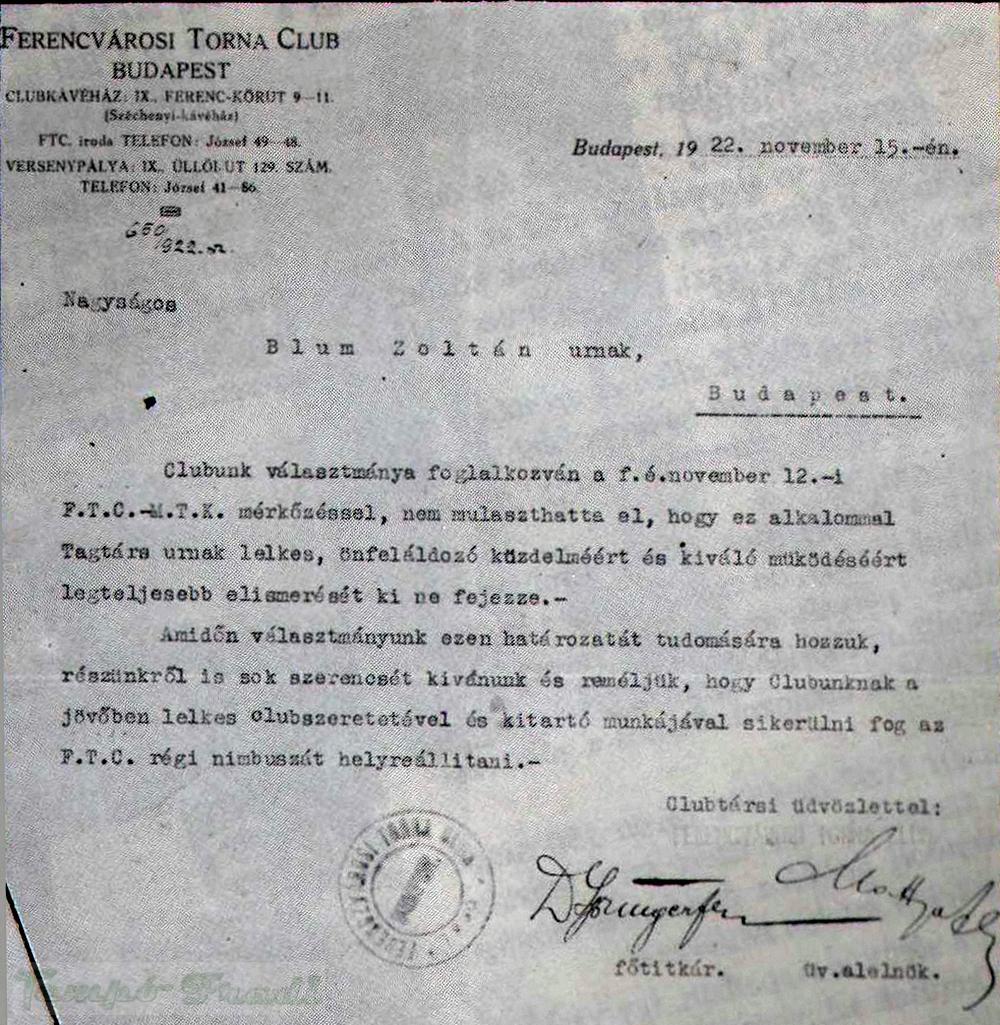 FERENCVÁROSI TORNA CLUB
BUDAPEST
CLUBKÁVÉHÁZ: IX., FERENC-KÖRUT 9—11.
(Széchenyi-kávéház)
FTC. iroda TELEFON: József 49—48.
VERSENYPÁLYA: IX., ÜLLŐI-UT 129. SZÁM.
TELEFON: József 41—86.
Budapest, 19 22. november 15.-én.
650/922.
Nagyságos
Blum Zoltán urnak,
Budapest.
Clubunk választmánya foglalkozván a f.é.november 12.-i
F.T.C.-M.T.K. mérkőzéssel, nem mulaszthatta el, hogy ez alkalommal
Tagtárs urnak lelkes, önfeláldozó küzdelméért és kiváló müködéséért
legteljesebb elismerését ki ne fejezze.-
Amidőn választmányunk ezen határozatát tudomására hozzuk,
részünkről is sok szerencsét kivánunk és reméljük, hogy Clubunknak a
jövőben lelkes clubszeretetével és kitartó munkájával sikerülni fog az
F.T.C. régi nimbuszát helyreállitani.-
Clubtársi üdvözlettel:
FERENCVÁROSI TORNA CLUB
főtitkár. üv.alelnök.